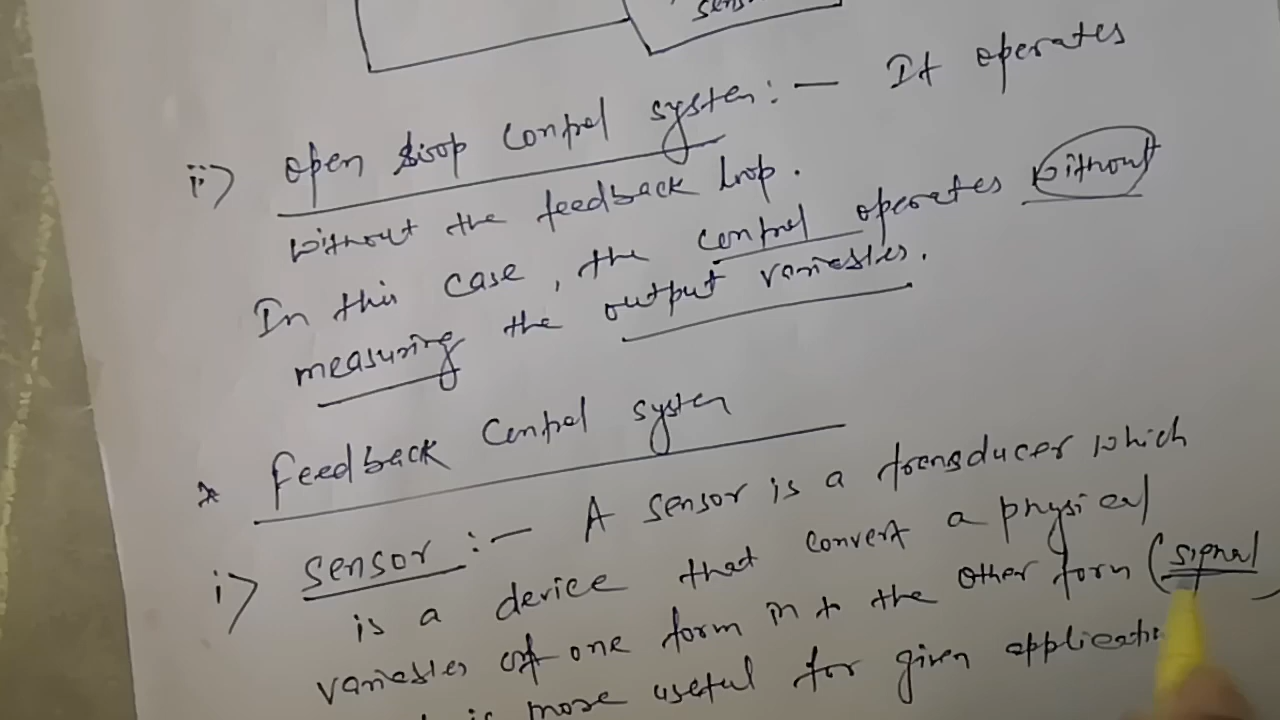 sens
ii) open loop control system :- It operates
without the feedback loop.
In this case, the control operates without
measuring the output variables.
* Feedback Control system
i) Sensor :- A sensor is a transducer which
is a device that convert a physical
variables of one form in to the other form (signal)
is more useful for given applicatio